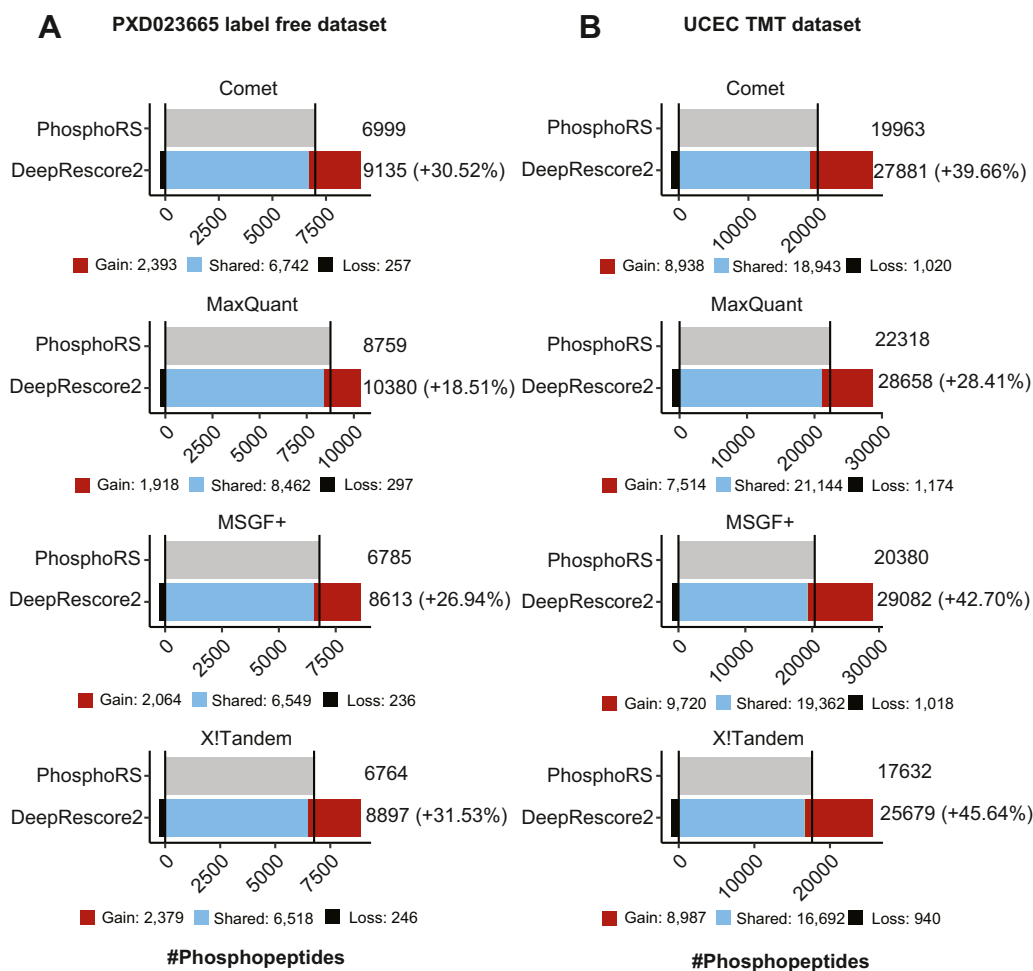 A PXD023665 label free dataset
Comet
PhosphoRS 6999
DeepRescore2 9135 (+30.52%)
0 2500 5000 7500
Gain: 2,393 Shared: 6,742 Loss: 257
MaxQuant
PhosphoRS 8759
DeepRescore2 10380 (+18.51%)
0 2500 5000 7500 10000
Gain: 1,918 Shared: 8,462 Loss: 297
MSGF+
PhosphoRS 6785
DeepRescore2 8613 (+26.94%)
0 2500 5000 7500
Gain: 2,064 Shared: 6,549 Loss: 236
X!Tandem
PhosphoRS 6764
DeepRescore2 8897 (+31.53%)
0 2500 5000 7500
Gain: 2,379 Shared: 6,518 Loss: 246
#Phosphopeptides
B UCEC TMT dataset
Comet
PhosphoRS 19963
DeepRescore2 27881 (+39.66%)
0 10000 20000
Gain: 8,938 Shared: 18,943 Loss: 1,020
MaxQuant
PhosphoRS 22318
DeepRescore2 28658 (+28.41%)
0 10000 20000 30000
Gain: 7,514 Shared: 21,144 Loss: 1,174
MSGF+
PhosphoRS 20380
DeepRescore2 29082 (+42.70%)
0 10000 20000 30000
Gain: 9,720 Shared: 19,362 Loss: 1,018
X!Tandem
PhosphoRS 17632
DeepRescore2 25679 (+45.64%)
0 10000 20000
Gain: 8,987 Shared: 16,692 Loss: 940
#Phosphopeptides